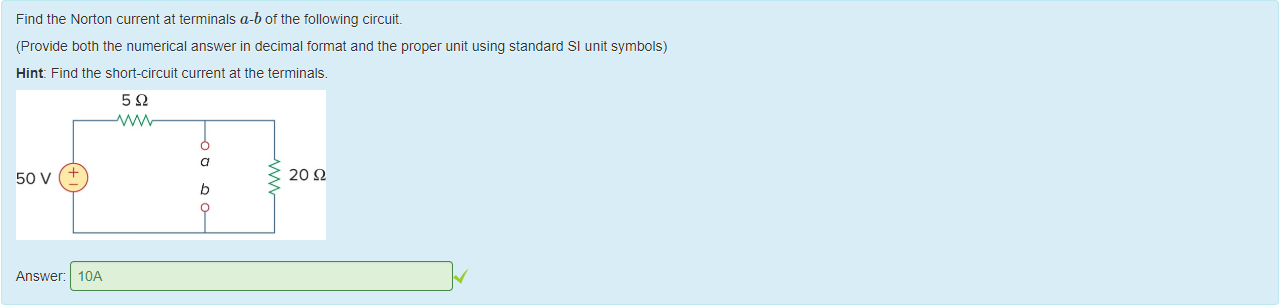 Find the Norton current at terminals a-b of the following circuit.
(Provide both the numerical answer in decimal format and the proper unit using standard SI unit symbols)
Hint: Find the short-circuit current at the terminals.
5 Ω
a
50 V
+
−
20 Ω
b
Answer: 10A